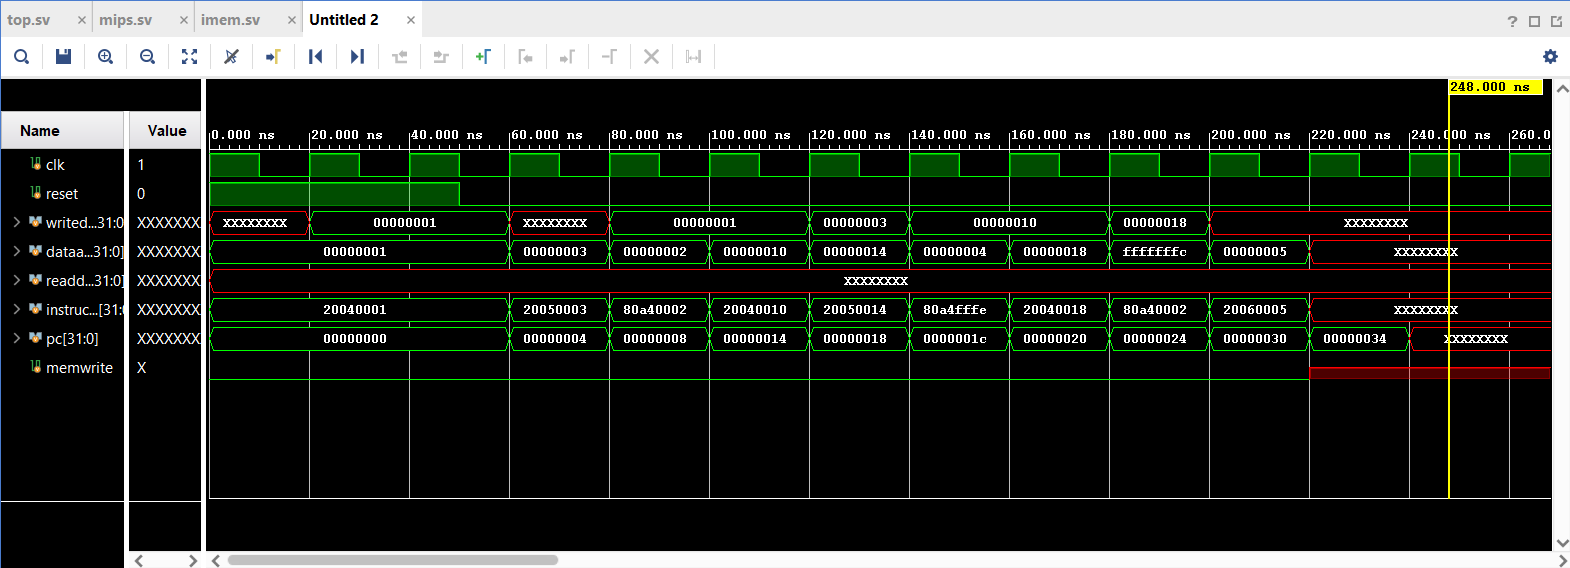 top.sv × mips.sv × imem.sv × Untitled 2 ×
?
248.000 ns
Name Value 0.000 ns 20.000 ns 40.000 ns 60.000 ns 80.000 ns 100.000 ns 120.000 ns 140.000 ns 160.000 ns 180.000 ns 200.000 ns 220.000 ns 240.000 ns 260.0
clk 1
reset 0
writed...31:0 XXXXXXX XXXXXXXX 00000001 XXXXXXXX 00000001 00000003 00000010 00000018 XXXXXXXX
dataa...31:0] XXXXXXX 00000001 00000003 00000002 00000010 00000014 00000004 00000018 fffffffc 00000005 XXXXXXXX
readd...31:0] XXXXXXX XXXXXXXX
instruc...[31:0 XXXXXXX 20040001 20050003 80a40002 20040010 20050014 80a4fffe 20040018 80a40002 20060005 XXXXXXXX
pc[31:0] XXXXXXX 00000000 00000004 00000008 00000014 00000018 0000001c 00000020 00000024 00000030 00000034 XXXXXXXX
memwrite X